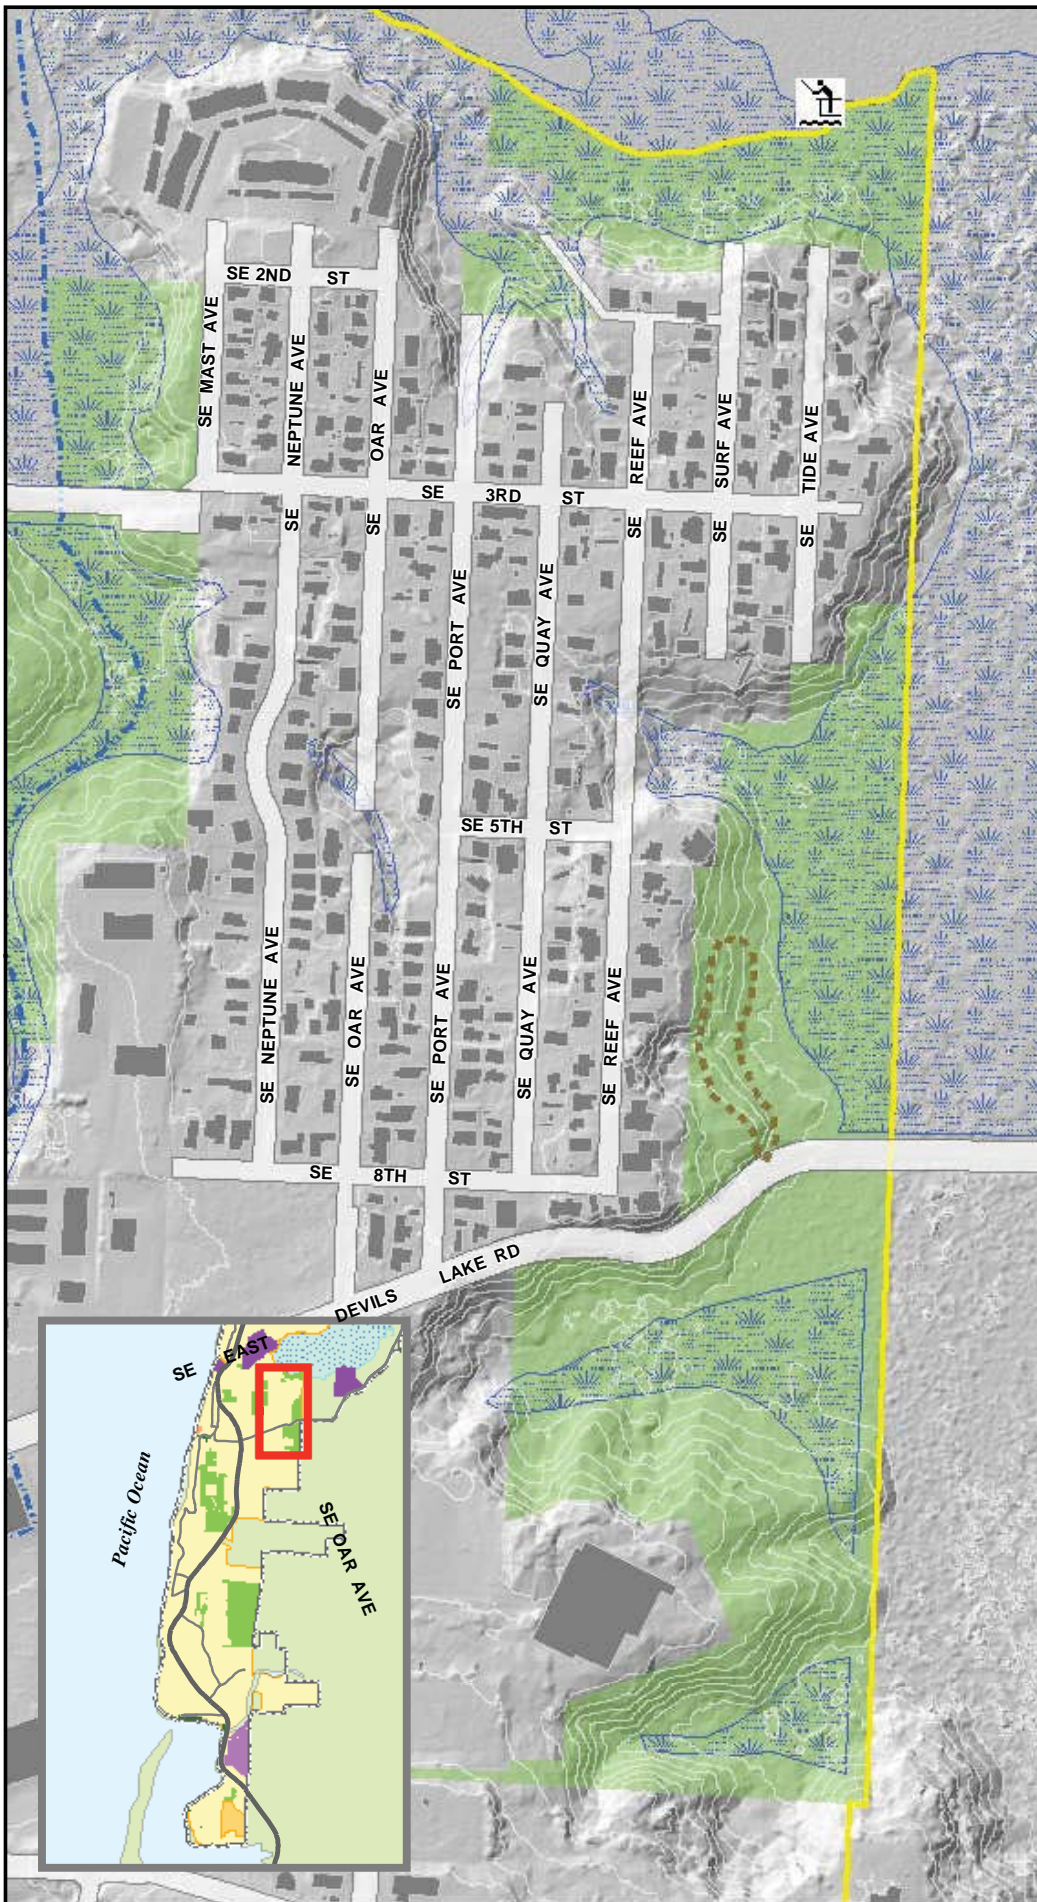 SE 2ND ST
SE MAST AVE
NEPTUNE AVE
OAR AVE
REEF AVE
SURF AVE
TIDE AVE
SE 3RD ST
SE
SE
SE
SE
SE
SE PORT AVE
SE QUAY AVE
SE 5TH ST
SE NEPTUNE AVE
SE OAR AVE
SE PORT AVE
SE QUAY AVE
SE REEF AVE
SE 8TH ST
SE EAST DEVILS LAKE RD
Pacific Ocean
SE OAR AVE